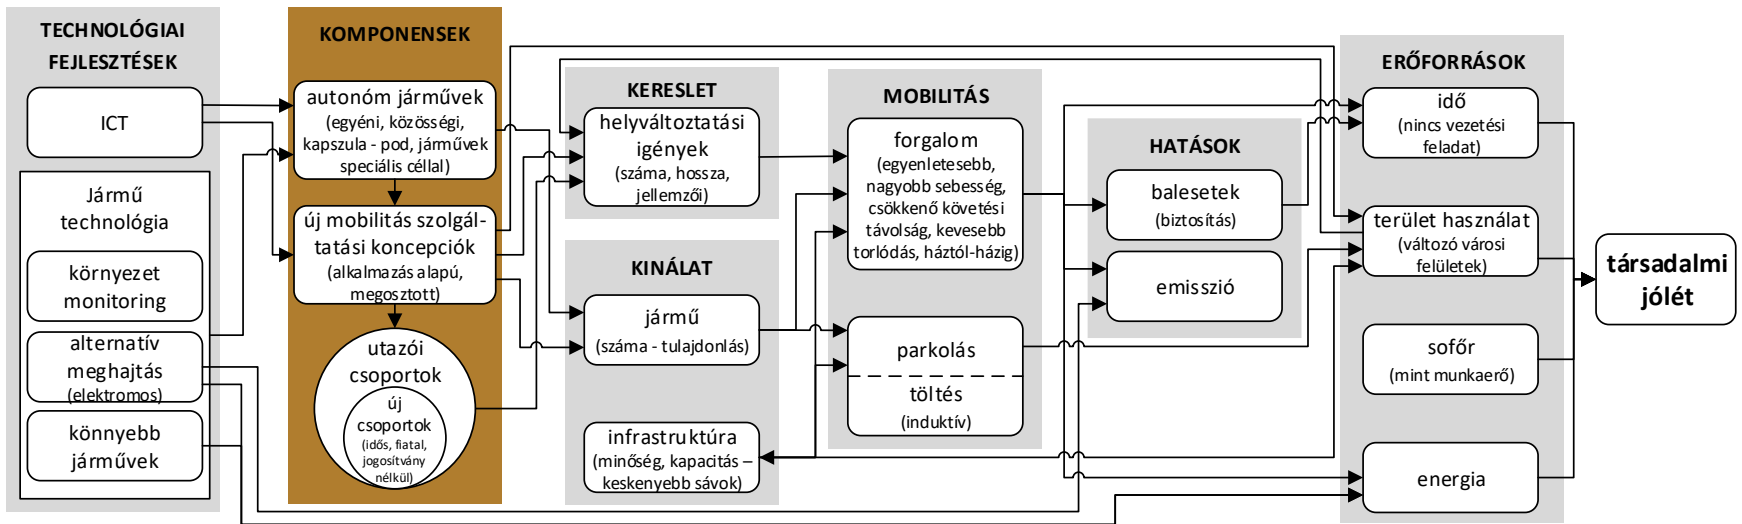 TECHNOLÓGIAI
FEJLESZTÉSEK
ICT
Jármű
technológia
környezet
monitoring
alternatív
meghajtás
(elektromos)
könnyebb
járművek
KOMPONENSEK
autonóm járművek
(egyéni, közösségi,
kapszula - pod, járművek
speciális céllal)
új mobilitás szolgál-
tatási koncepciók
(alkalmazás alapú,
megosztott)
utazói
csoportok
új
csoportok
(idős, fiatal,
jogosítvány
nélkül)
KERESLET
helyváltoztatási
igények
(száma, hossza,
jellemzői)
KINÁLAT
jármű
(száma - tulajdonlás)
infrastruktúra
(minőség, kapacitás –
keskenyebb sávok)
MOBILITÁS
forgalom
(egyenletesebb,
nagyobb sebesség,
csökkenő követési
távolság, kevesebb
torlódás, háztól-házig)
parkolás
töltés
(induktív)
HATÁSOK
balesetek
(biztosítás)
emisszió
ERŐFORRÁSOK
idő
(nincs vezetési
feladat)
terület használat
(változó városi
felületek)
sofőr
(mint munkaerő)
energia
társadalmi
jólét